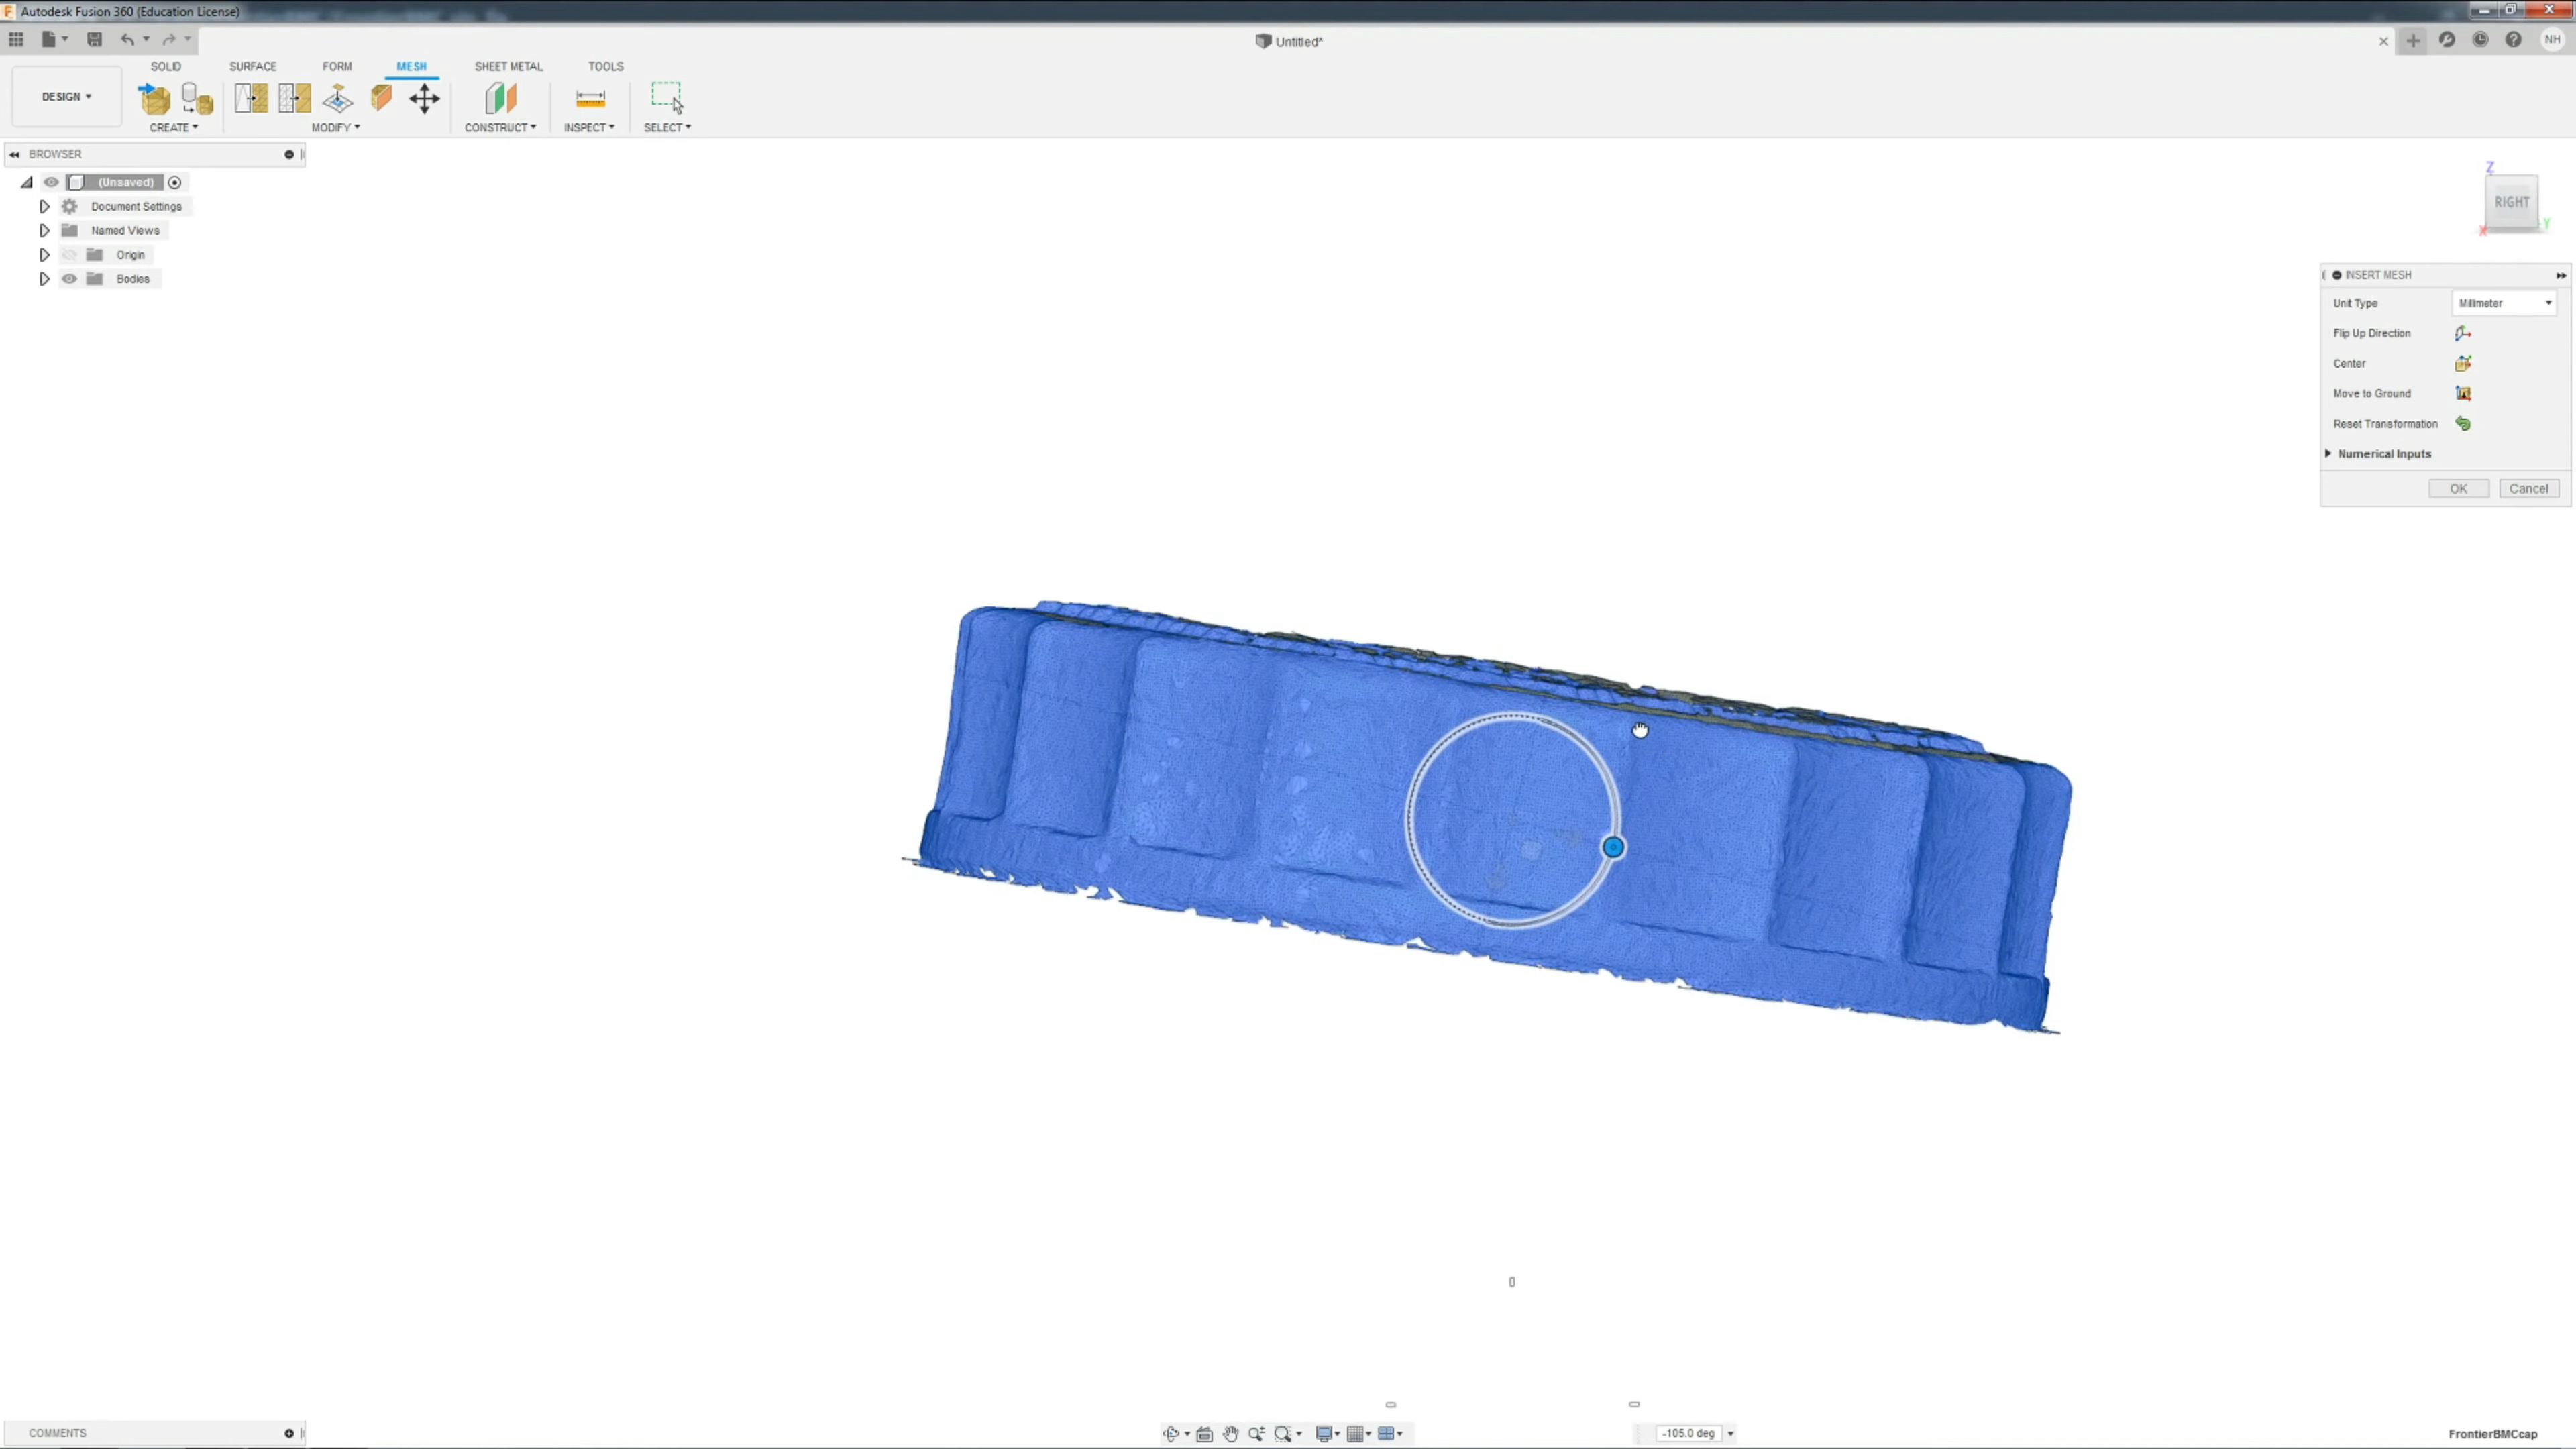 Autodesk Fusion 360 (Education License)
Untitled*
NH
SOLID SURFACE FORM MESH SHEET METAL TOOLS
DESIGN
CREATE MODIFY CONSTRUCT INSPECT SELECT
BROWSER
(Unsaved)
Document Settings
Named Views
Origin
Bodies
Z
RIGHT
X
Y
INSERT MESH
Unit Type Millimeter
Flip Up Direction
Center
Move to Ground
Reset Transformation
Numerical Inputs
OK Cancel
COMMENTS
-105.0 deg
FrontierBMCcap